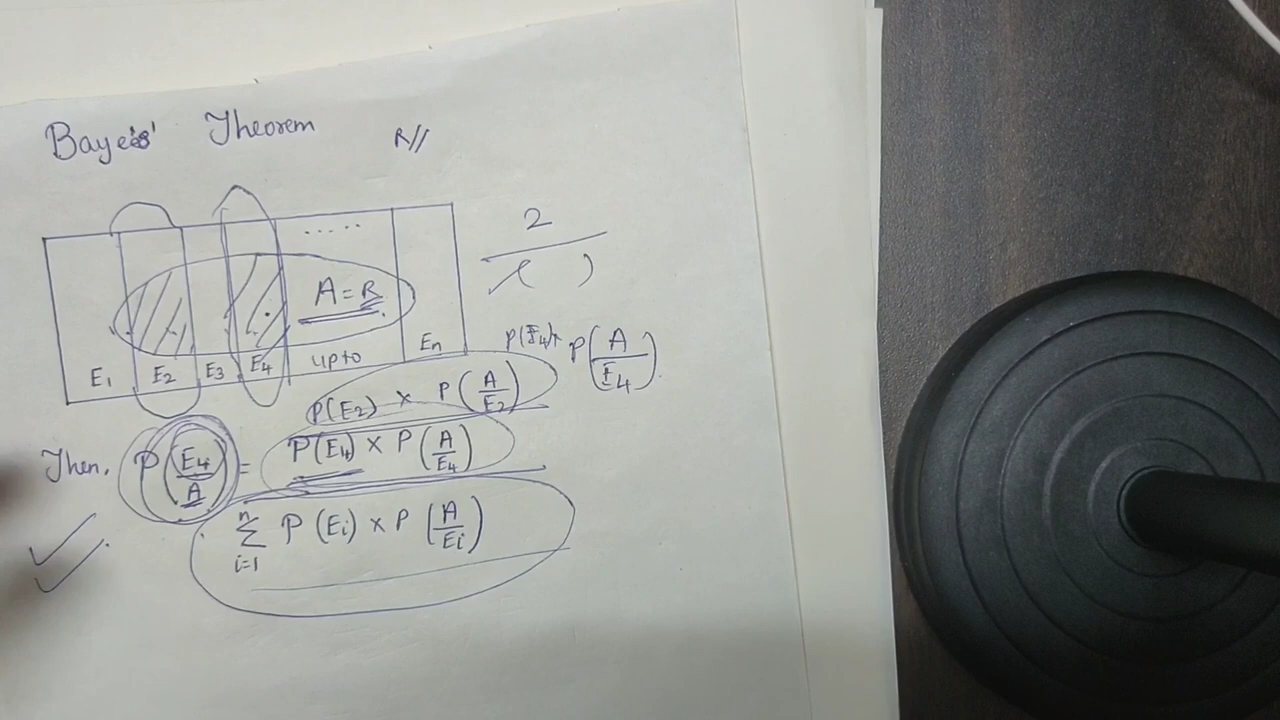 Bayes' Theorem R//
.....
2
( )
A=R
E₁ E₂ E₃ E₄ upto En
P(E₄)x P(A/E₄).
P(E₂) x P(A/E₂)
Then, P(E₄/A) = P(E₄) x P(A/E₄)
n
Σ P(Ei) x P(A/Ei)
i=1